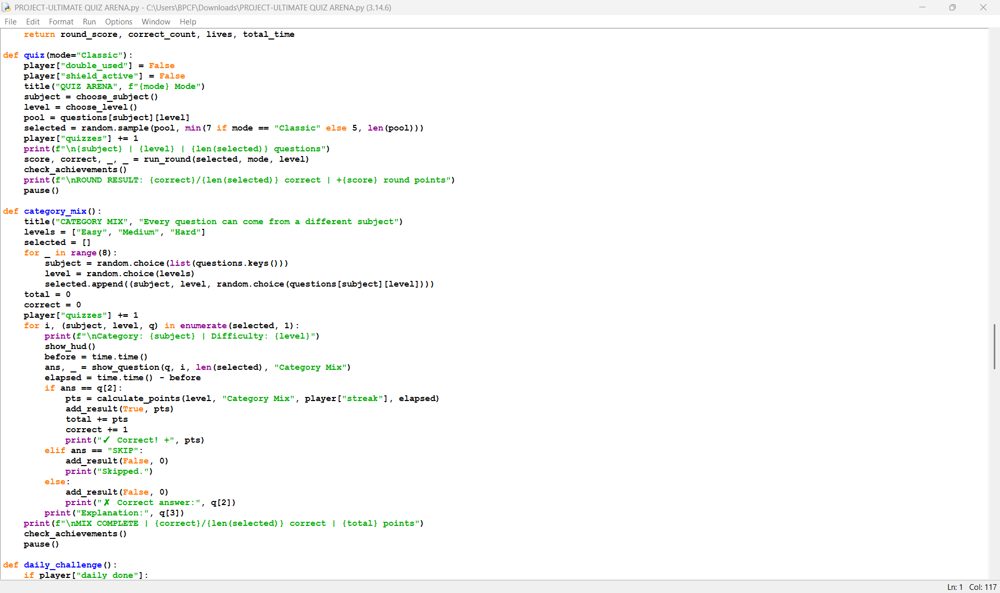 PROJECT-ULTIMATE QUIZ ARENA.py - C:\Users\BPCF\Downloads\PROJECT-ULTIMATE QUIZ ARENA.py (3.14.6)
File Edit Format Run Options Window Help
    return round_score, correct_count, lives, total_time

def quiz(mode="Classic"):
    player["double_used"] = False
    player["shield_active"] = False
    title("QUIZ ARENA", f"{mode} Mode")
    subject = choose_subject()
    level = choose_level()
    pool = questions[subject][level]
    selected = random.sample(pool, min(7 if mode == "Classic" else 5, len(pool)))
    player["quizzes"] += 1
    print(f"\n{subject} | {level} | {len(selected)} questions")
    score, correct, _, _ = run_round(selected, mode, level)
    check_achievements()
    print(f"\nROUND RESULT: {correct}/{len(selected)} correct | +{score} round points")
    pause()

def category_mix():
    title("CATEGORY MIX", "Every question can come from a different subject")
    levels = ["Easy", "Medium", "Hard"]
    selected = []
    for _ in range(8):
        subject = random.choice(list(questions.keys()))
        level = random.choice(levels)
        selected.append((subject, level, random.choice(questions[subject][level])))
    total = 0
    correct = 0
    player["quizzes"] += 1
    for i, (subject, level, q) in enumerate(selected, 1):
        print(f"\nCategory: {subject} | Difficulty: {level}")
        show_hud()
        before = time.time()
        ans, _ = show_question(q, i, len(selected), "Category Mix")
        elapsed = time.time() - before
        if ans == q[2]:
            pts = calculate_points(level, "Category Mix", player["streak"], elapsed)
            add_result(True, pts)
            total += pts
            correct += 1
            print("✔ Correct! +", pts)
        elif ans == "SKIP":
            add_result(False, 0)
            print("Skipped.")
        else:
            add_result(False, 0)
            print("✘ Correct answer:", q[2])
        print("Explanation:", q[3])
    print(f"\nMIX COMPLETE | {correct}/{len(selected)} correct | {total} points")
    check_achievements()
    pause()

def daily_challenge():
    if player["daily_done"]:
Ln: 1 Col: 117